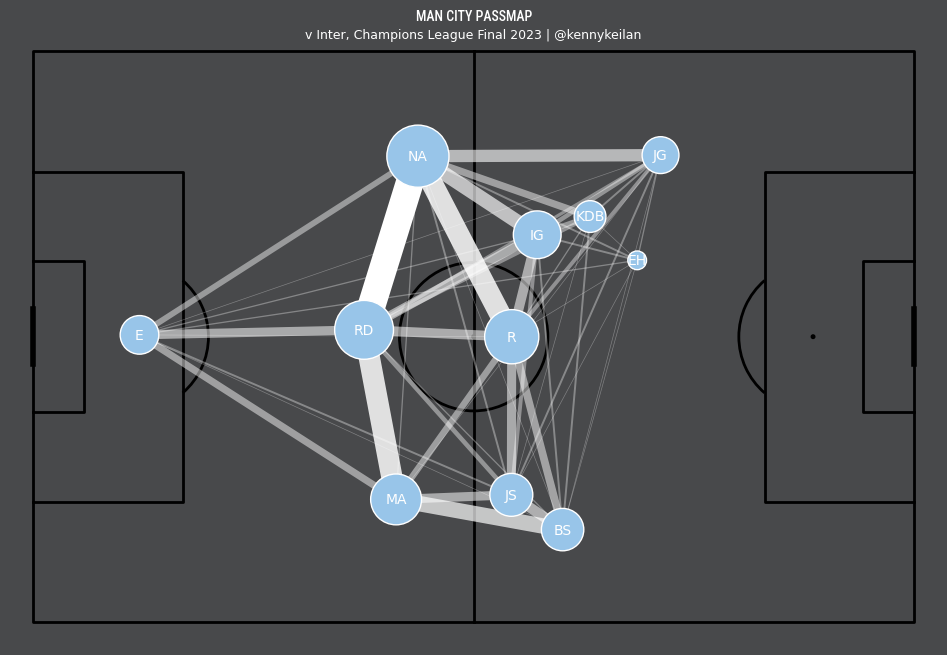 MAN CITY PASSMAP
v Inter, Champions League Final 2023 | @kennykeilan
NA
JG
KDB
IG
EH
RD
R
E
MA
JS
BS